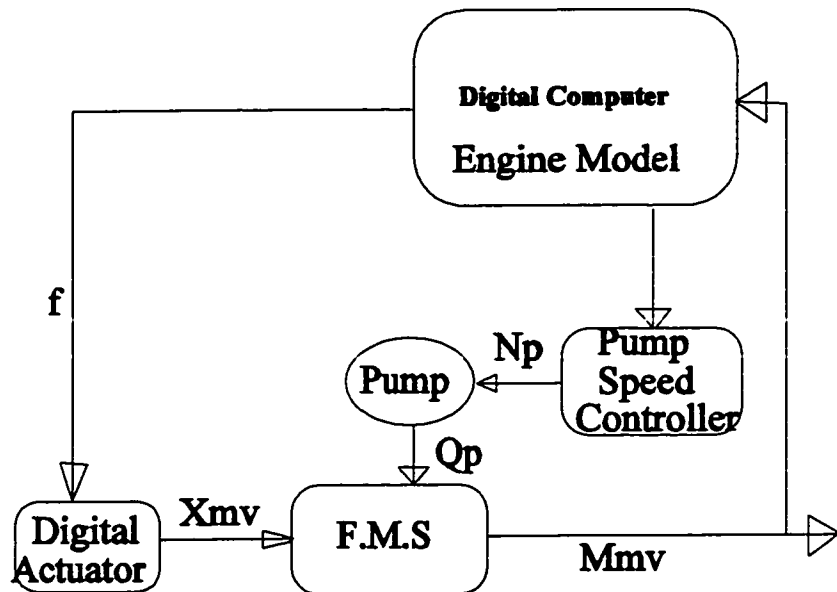 Digital Computer
Engine Model
f
Np
Pump
Speed
Controller
Pump
Qp
Digital
Actuator
Xmv
F.M.S
Mmv